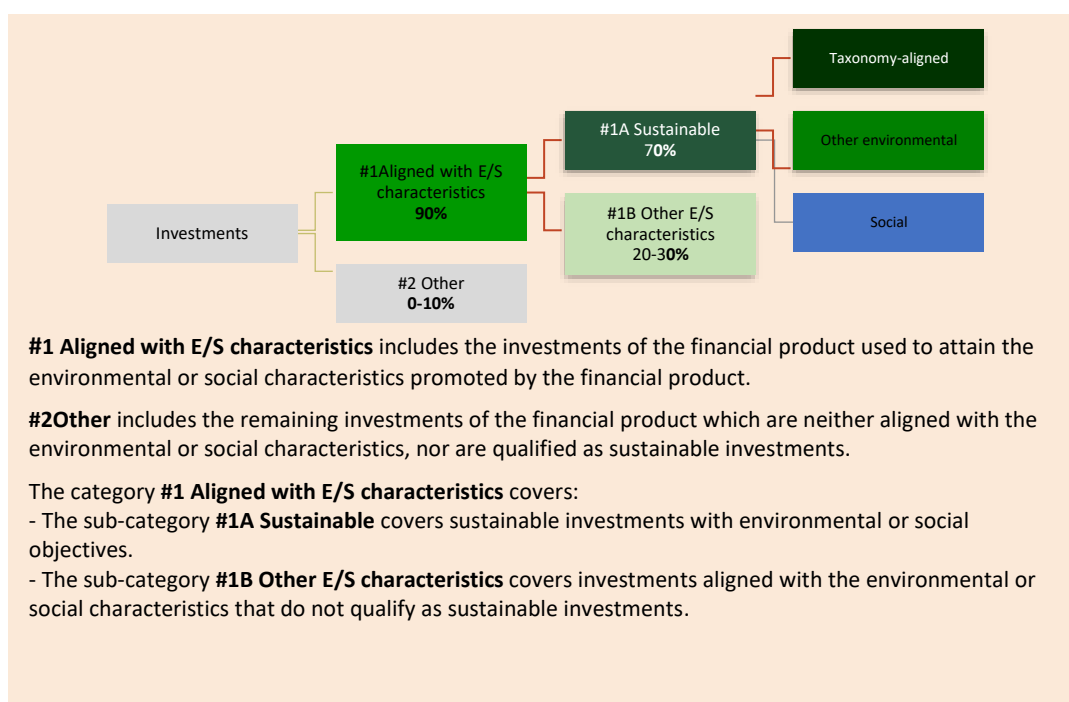 Taxonomy-aligned
#1A Sustainable
70%
Other environmental
#1Aligned with E/S
characteristics
90%
#1B Other E/S
characteristics
20-30%
Social
Investments
#2 Other
0-10%
#1 Aligned with E/S characteristics includes the investments of the financial product used to attain the
environmental or social characteristics promoted by the financial product.
#2Other includes the remaining investments of the financial product which are neither aligned with the
environmental or social characteristics, nor are qualified as sustainable investments.
The category #1 Aligned with E/S characteristics covers:
- The sub-category #1A Sustainable covers sustainable investments with environmental or social
objectives.
- The sub-category #1B Other E/S characteristics covers investments aligned with the environmental or
social characteristics that do not qualify as sustainable investments.